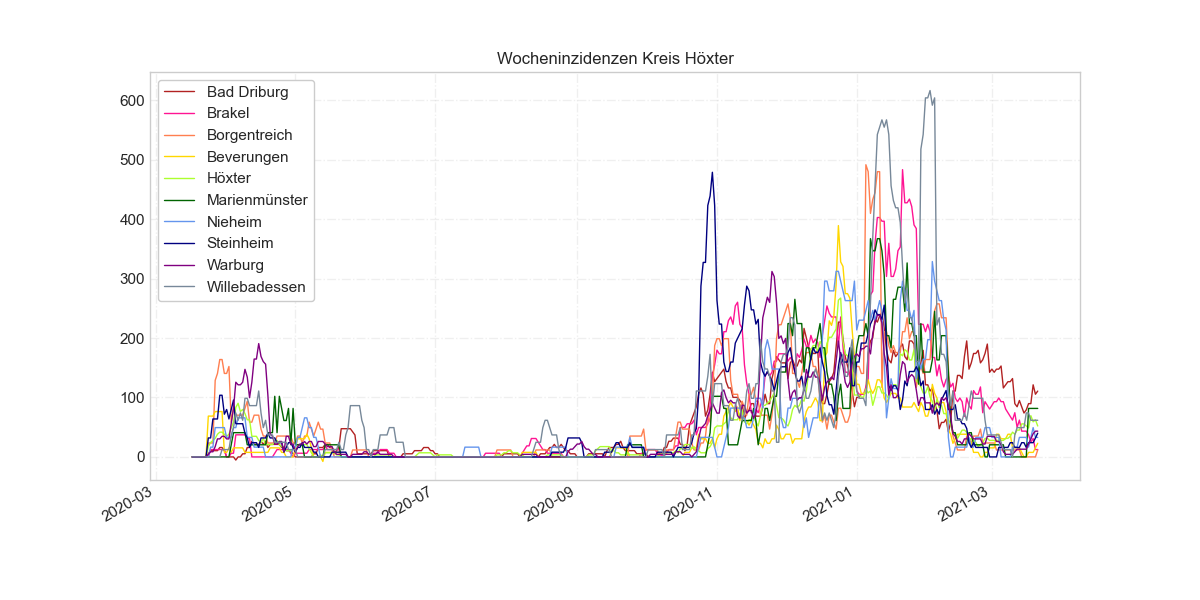 Wocheninzidenzen Kreis Höxter
600
500
400
300
200
100
0
Bad Driburg
Brakel
Borgentreich
Beverungen
Höxter
Marienmünster
Nieheim
Steinheim
Warburg
Willebadessen
2020-03
2020-05
2020-07
2020-09
2020-11
2021-01
2021-03